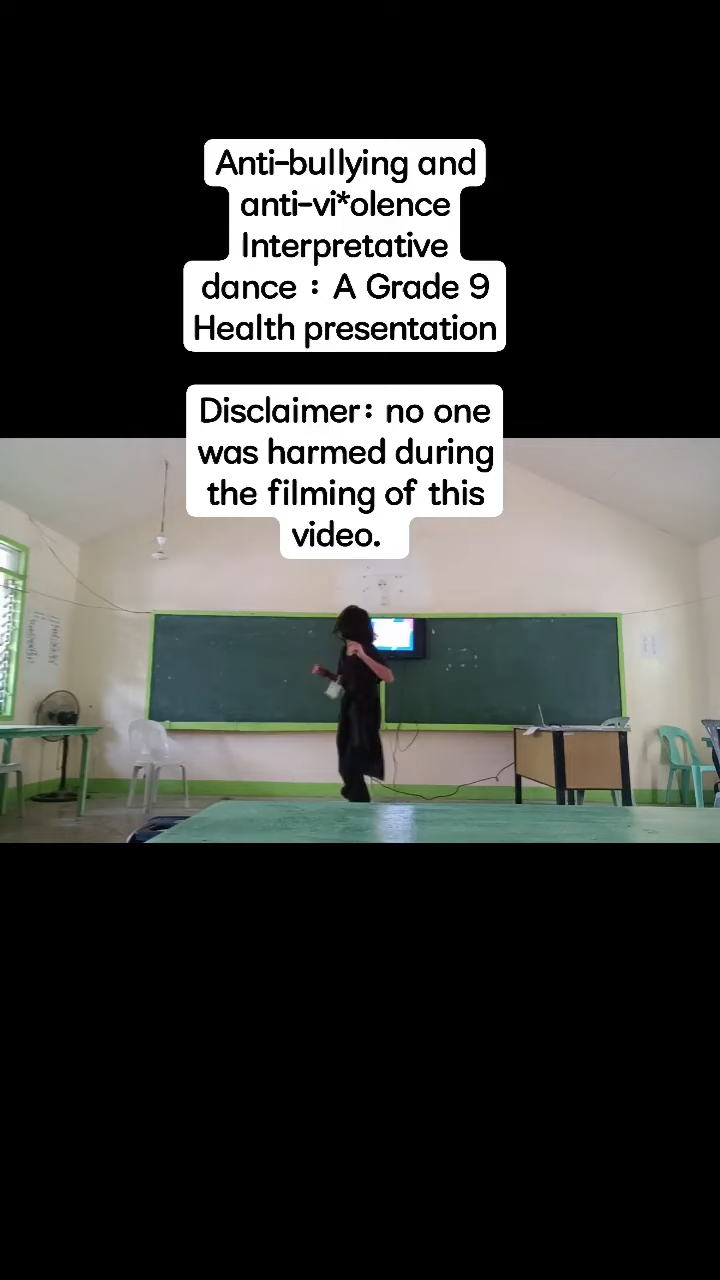 Anti-bullying and
anti-vi*olence
Interpretative
dance : A Grade 9
Health presentation
Disclaimer: no one
was harmed during
the filming of this
video.